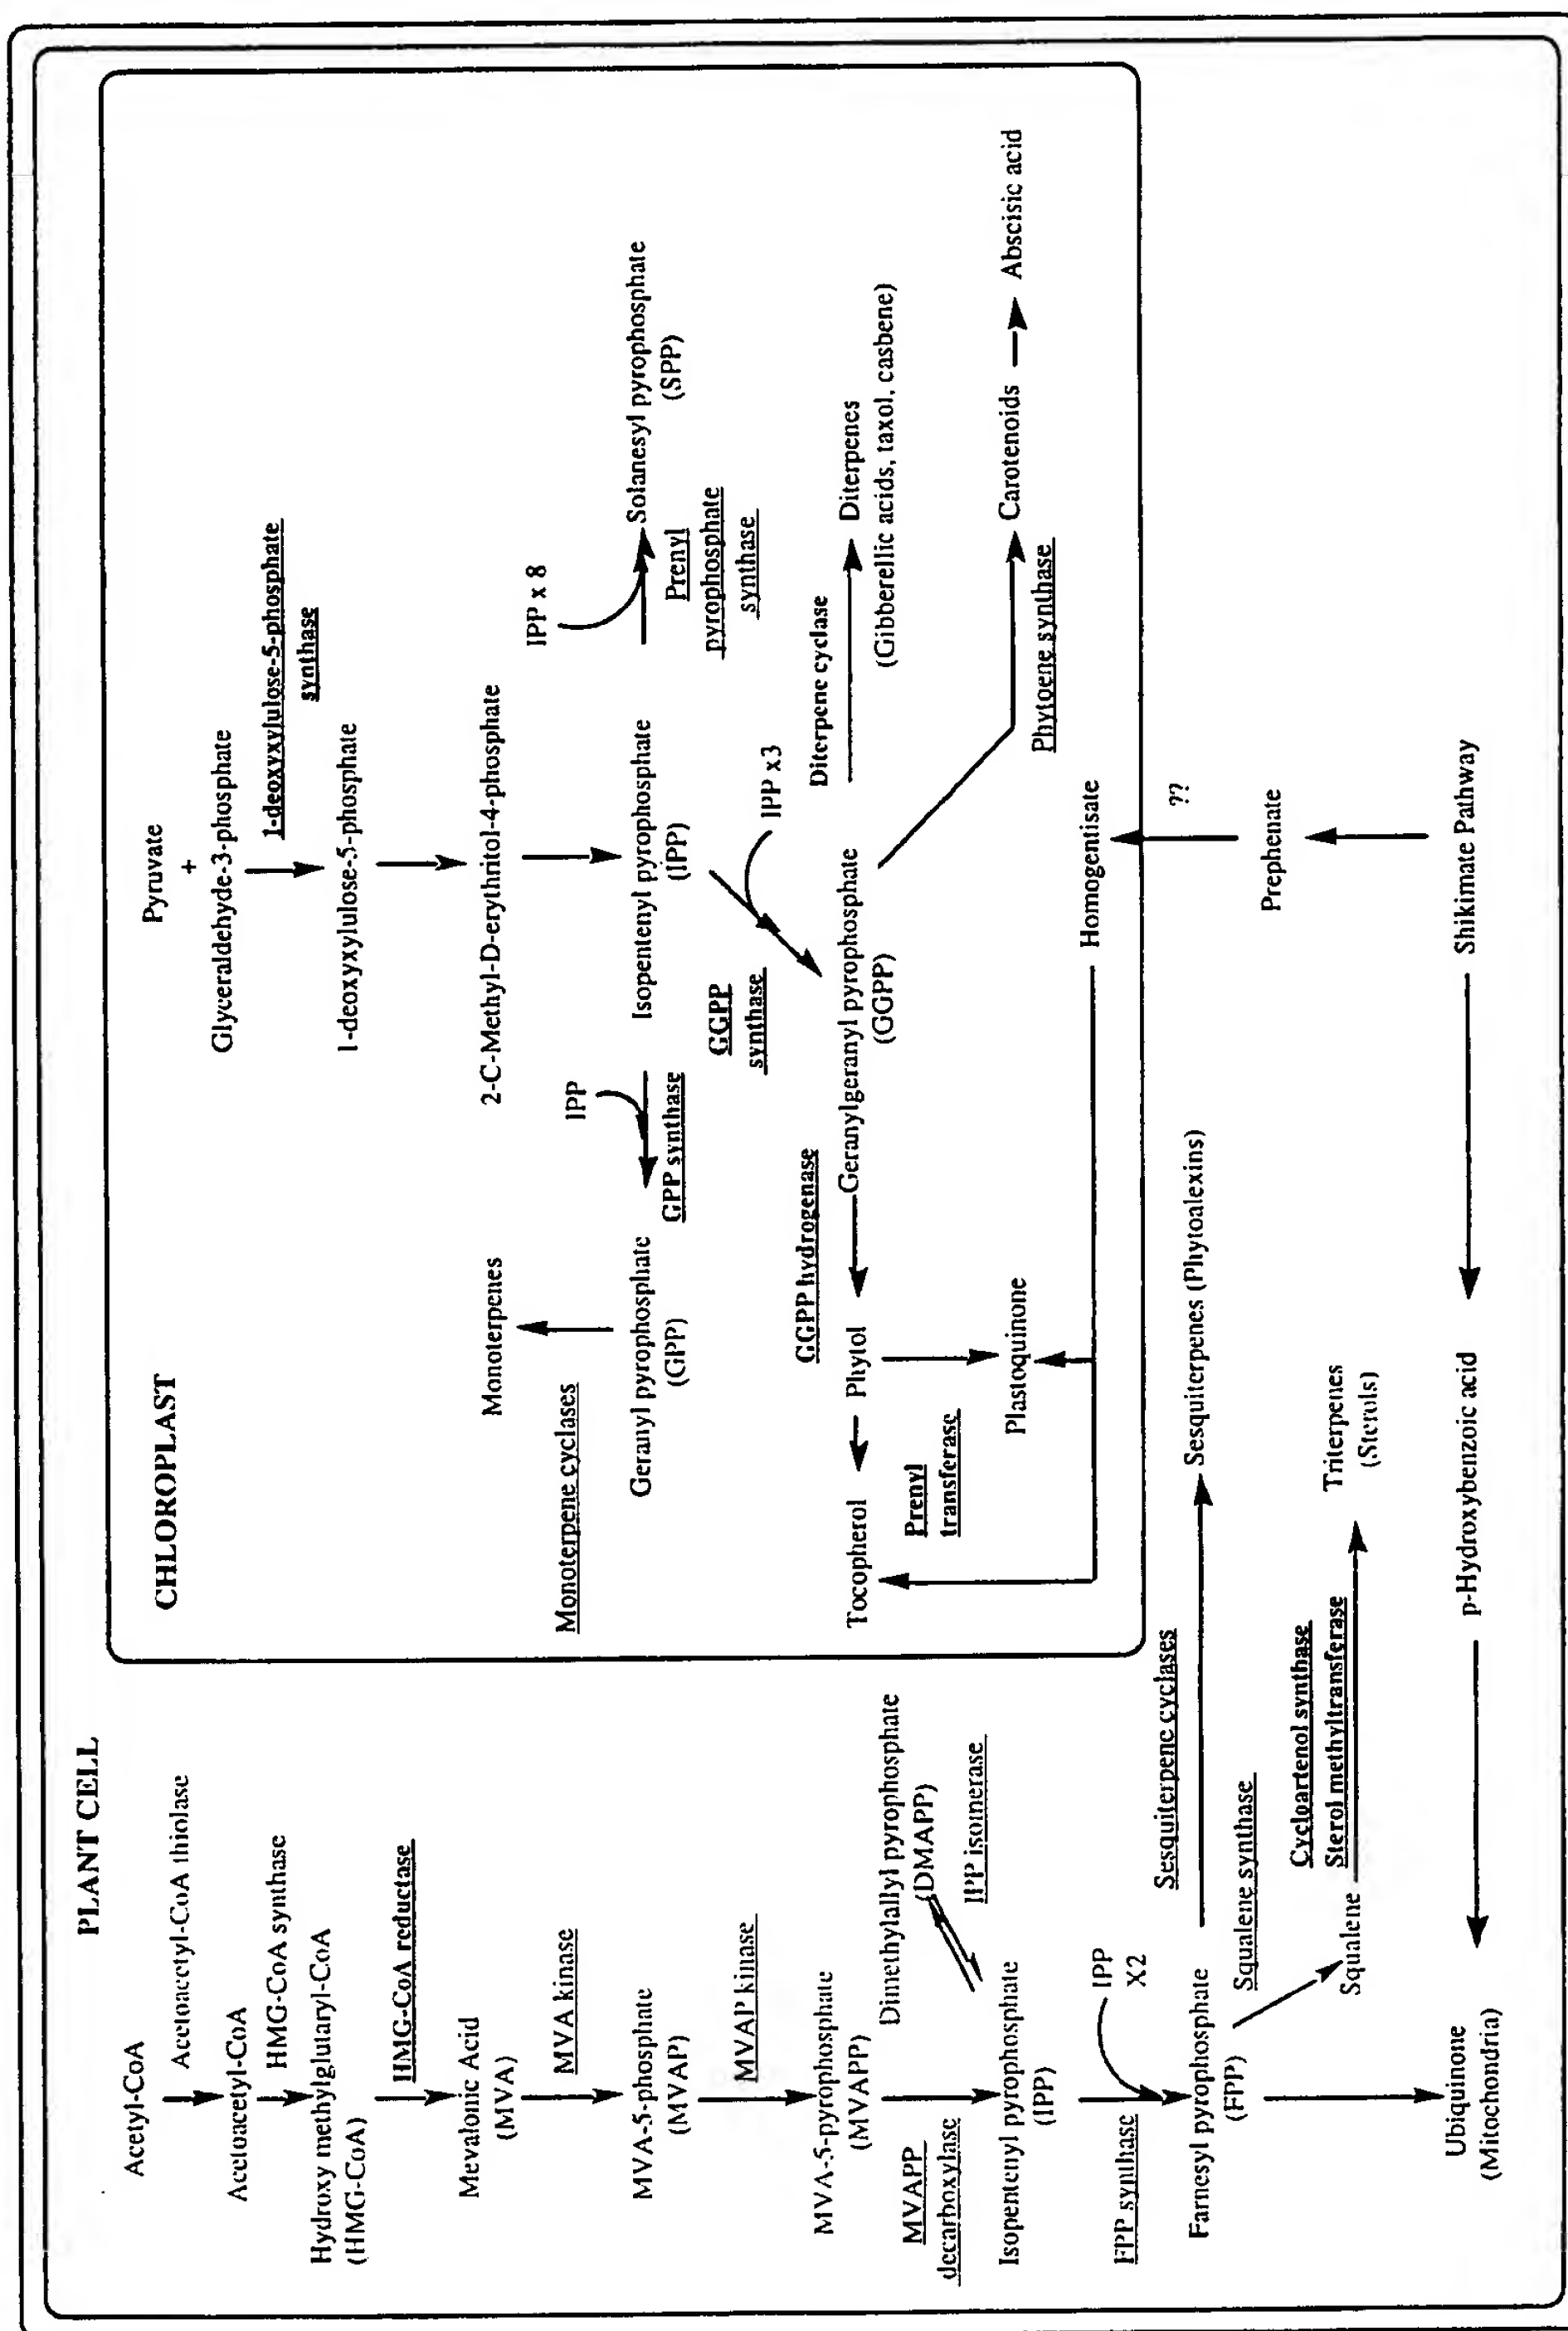 PLANT CELL
Acetyl-CoA
Acetoacetyl-CoA thiolase
Acetoacetyl-CoA
HMG-CoA synthase
Hydroxy methylglutaryl-CoA
(HMG-CoA)
HMG-CoA reductase
Mevalonic Acid
(MVA)
MVA kinase
MVA-5-phosphate
(MVAP)
MVAP kinase
MVA-5-pyrophosphate
(MVAPP)
MVAPP
decarboxylase
Dimethylallyl pyrophosphate
(DMAPP)
IPP isomerase
Isopentenyl pyrophosphate
(IPP)
IPP
X2
FPP synthase
Farnesyl pyrophosphate
(FPP)
Sesquiterpene cyclases
Sesquiterpenes (Phytoalexins)
Squalene synthase
Squalene
Cycloartenol synthase
Sterol methyltransferase
Triterpenes
(Sterols)
Ubiquinone
(Mitochondria)
p-Hydroxybenzoic acid
Shikimate Pathway
Prephenate
??
CHLOROPLAST
Pyruvate
+
Glyceraldehyde-3-phosphate
1-deoxyxylulose-5-phosphate
synthase
1-deoxyxylulose-5-phosphate
2-C-Methyl-D-erythritol-4-phosphate
Monoterpenes
Monoterpene cyclases
Geranyl pyrophosphate
(GPP)
IPP
GPP synthase
Isopentenyl pyrophosphate
(IPP)
IPP x 8
Solanesyl pyrophosphate
(SPP)
Prenyl
pyrophosphate
synthase
GGPP
synthase
IPP x3
GGPP hydrogenase
Diterpene cyclase
Tocopherol
Phytol
Geranylgeranyl pyrophosphate
(GGPP)
Diterpenes
(Gibberellic acids, taxol, casbene)
Prenyl
transferase
Plastoquinone
Carotenoids
Abscisic acid
Phytoene synthase
Homogentisate